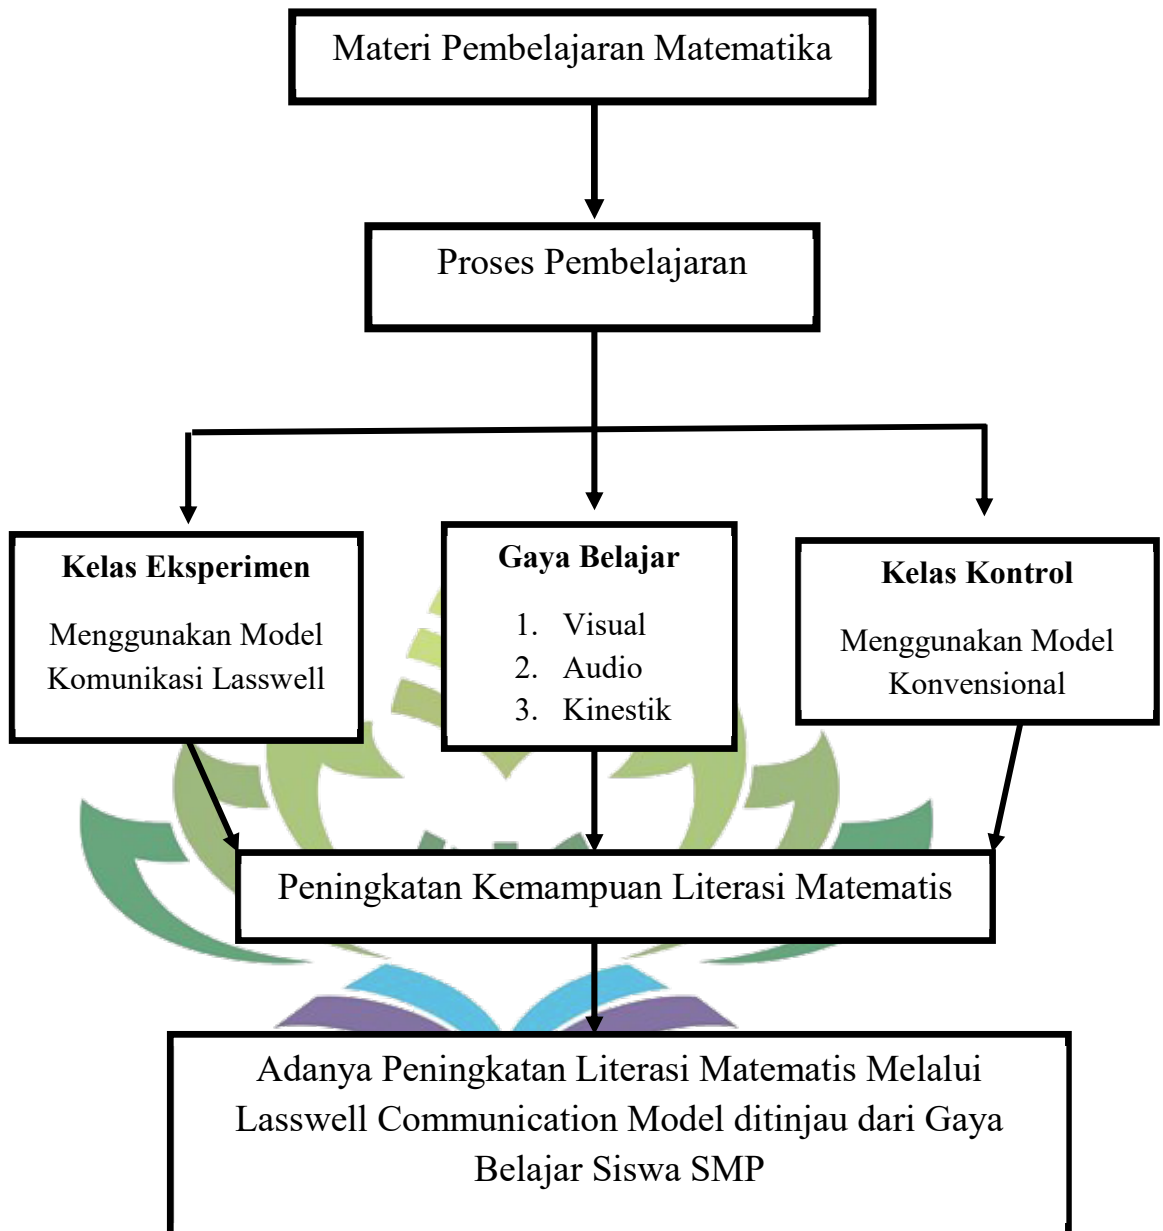 Materi Pembelajaran Matematika
Proses Pembelajaran
Kelas Eksperimen
Menggunakan Model
Komunikasi Lasswell
Gaya Belajar
1. Visual
2. Audio
3. Kinestik
Kelas Kontrol
Menggunakan Model
Konvensional
Peningkatan Kemampuan Literasi Matematis
Adanya Peningkatan Literasi Matematis Melalui
Lasswell Communication Model ditinjau dari Gaya
Belajar Siswa SMP